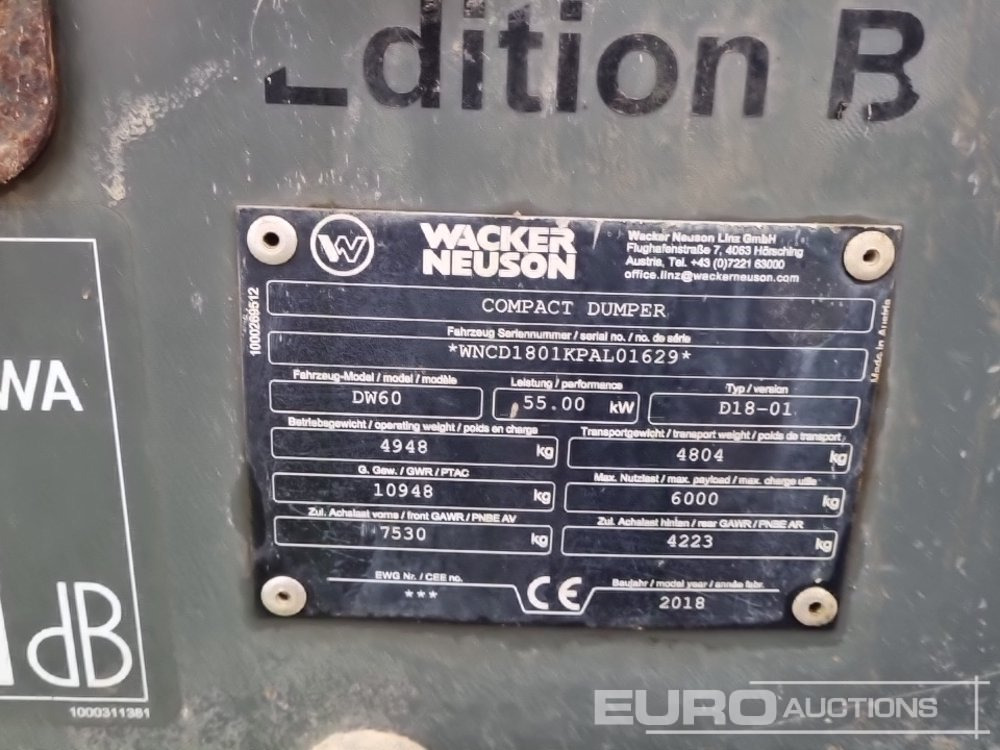 Edition B
WACKER
NEUSON
Wacker Neuson Linz GmbH
Flughafenstraße 7, 4063 Hörsching
Austria, Tel. +43 (0)7221 63000
office.linz@wackerneuson.com
1000269512
COMPACT DUMPER
Fahrzeug Seriennummer / serial no. / no. de série
*WNCD1801KPAL01629*
Made in Austria
Fahrzeug-Model / model / modèle
DW60
Leistung / performance
55.00 kW
Typ / version
D18-01
Betriebsgewicht / operating weight / poids en charge
4948 kg
Transportgewicht / transport weight / poids de transport
4804 kg
G. Gew. / GWR / PTAC
10948 kg
Max. Nutzlast / max. payload / max. charge utile
6000 kg
Zul. Achslast vorne / front GAWR / PNBE AV
7530 kg
Zul. Achslast hinten / rear GAWR / PNBE AR
4223 kg
EWG Nr. / CEE no.
***
CE
Baujahr / model year / année fabr.
2018
WA
dB
1000311381
EURO AUCTIONS